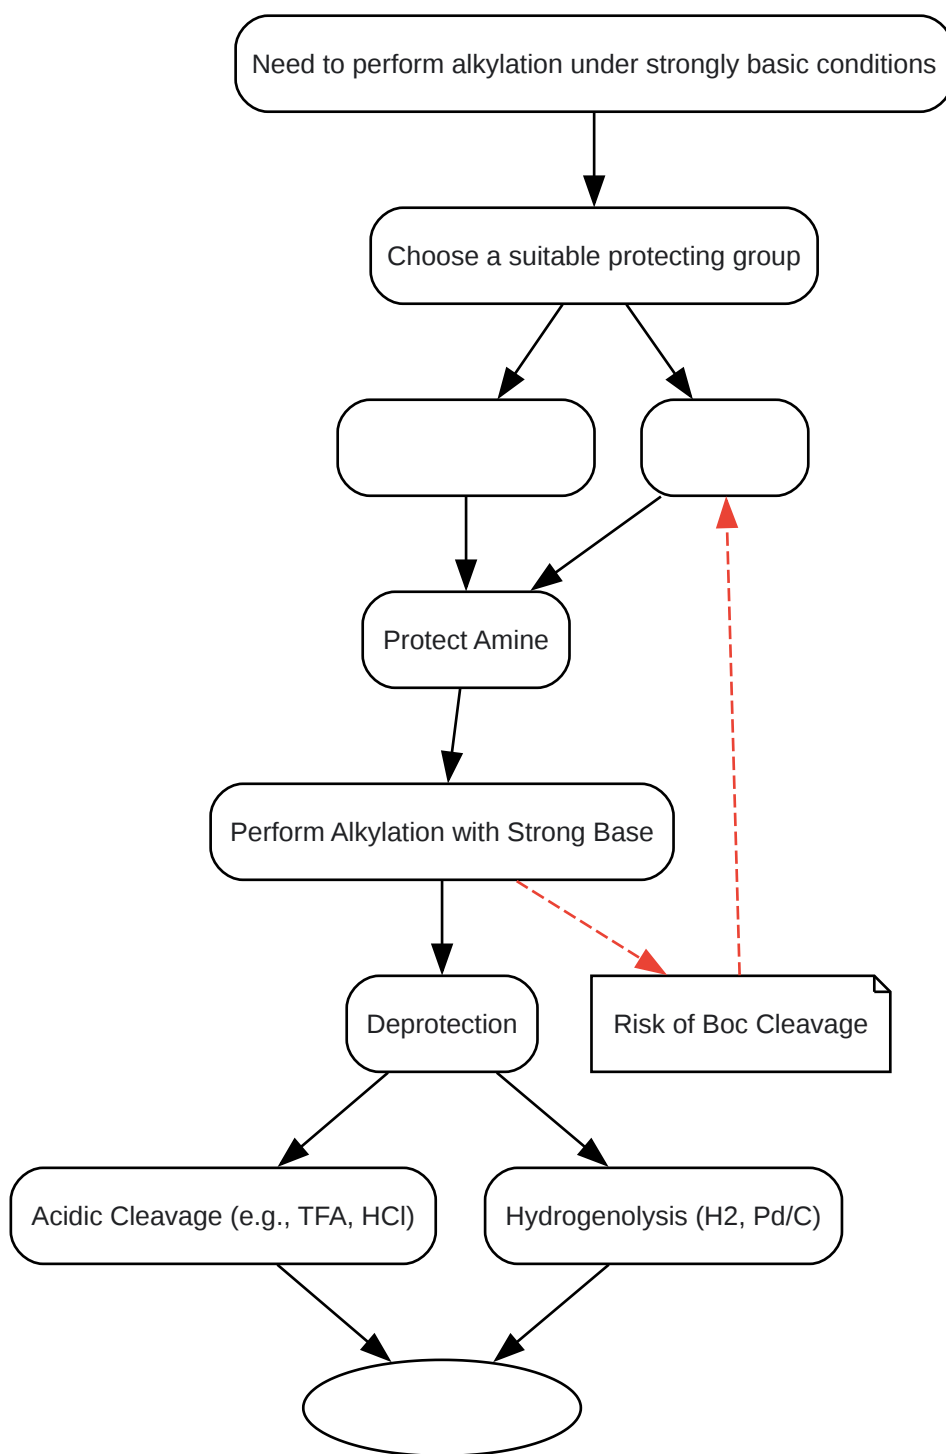 Need to perform alkylation under strongly basic conditions
Choose a suitable protecting group
Protect Amine
Perform Alkylation with Strong Base
Deprotection
Risk of Boc Cleavage
Acidic Cleavage (e.g., TFA, HCl)
Hydrogenolysis (H2, Pd/C)